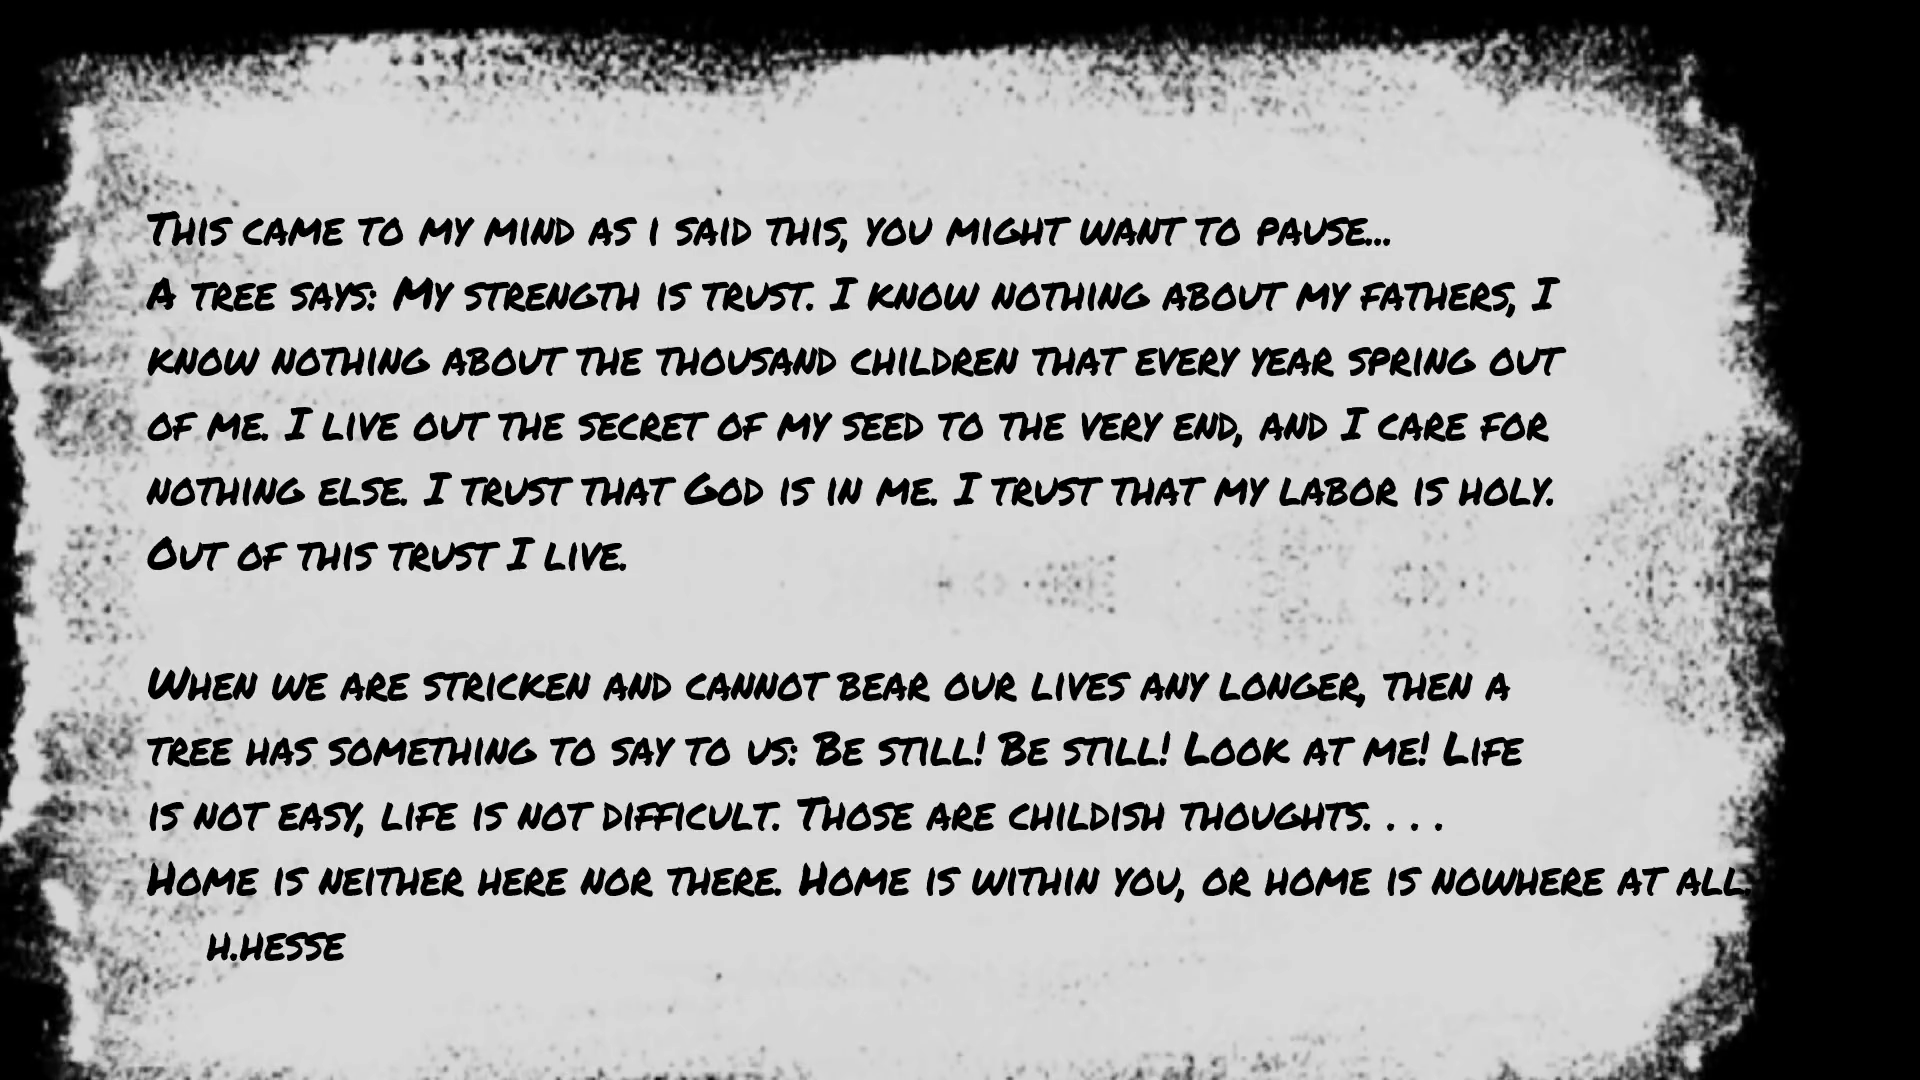 This came to my mind as i said this, you might want to pause...
A tree says: My strength is trust. I know nothing about my fathers, I
know nothing about the thousand children that every year spring out
of me. I live out the secret of my seed to the very end, and I care for
nothing else. I trust that God is in me. I trust that my labor is holy.
Out of this trust I live.
When we are stricken and cannot bear our lives any longer, then a
tree has something to say to us: Be still! Be still! Look at me! Life
is not easy, life is not difficult. Those are childish thoughts. . . .
Home is neither here nor there. Home is within you, or home is nowhere at all.
h.hesse